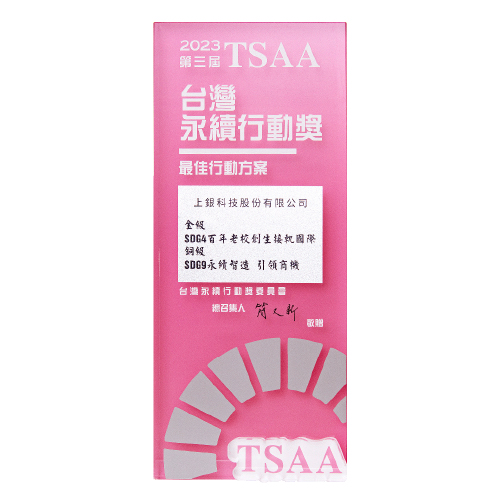 2023
第三屆 TSAA
台灣
永續行動獎
最佳行動方案
上銀科技股份有限公司
金級
SDG4百年老校創生接軌國際
銅級
SDG9永續智造 引領商機
台灣永續行動獎委員會
總召集人 簡又新
敬贈
TSAA